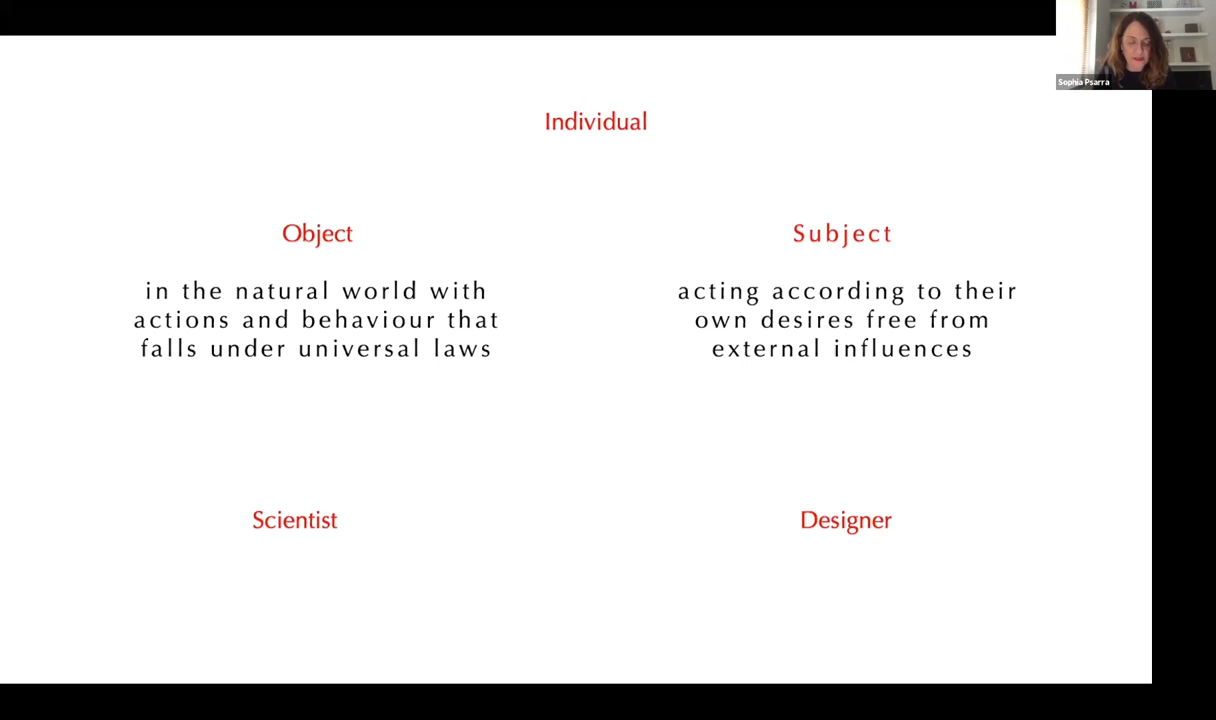 Sophia Psarra
Individual
Object
in the natural world with
actions and behaviour that
falls under universal laws
Subject
acting according to their
own desires free from
external influences
Scientist
Designer